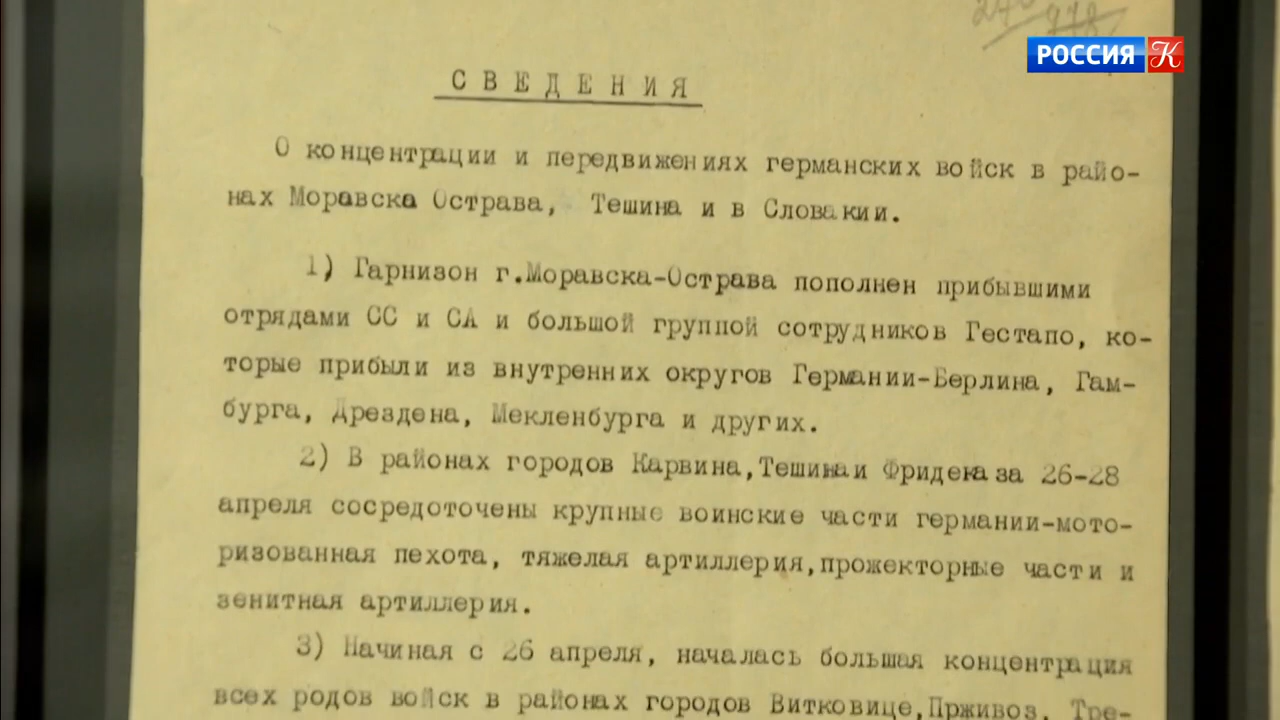 РОССИЯ К
СВЕДЕНИЯ
О концентрации и передвижениях германских войск в райо-
нах Моравска Острава, Тешина и в Словакии.
1) Гарнизон г.Моравска-Острава пополнен прибывшими
отрядами СС и СА и большой группой сотрудников Гестапо, ко-
торые прибыли из внутренних округов Германии-Берлина, Гам-
бурга, Дрездена, Мекленбурга и других.
2) В районах городов Карвина,Тешина и Фридека за 26-28
апреля сосредоточены крупные воинские части германии-мото-
ризованная пехота, тяжелая артиллерия,прожекторные части и
зенитная артиллерия.
3) Начиная с 26 апреля, началась большая концентрация
всех родов войск в районах городов Витковице,Прживоз, Тре-